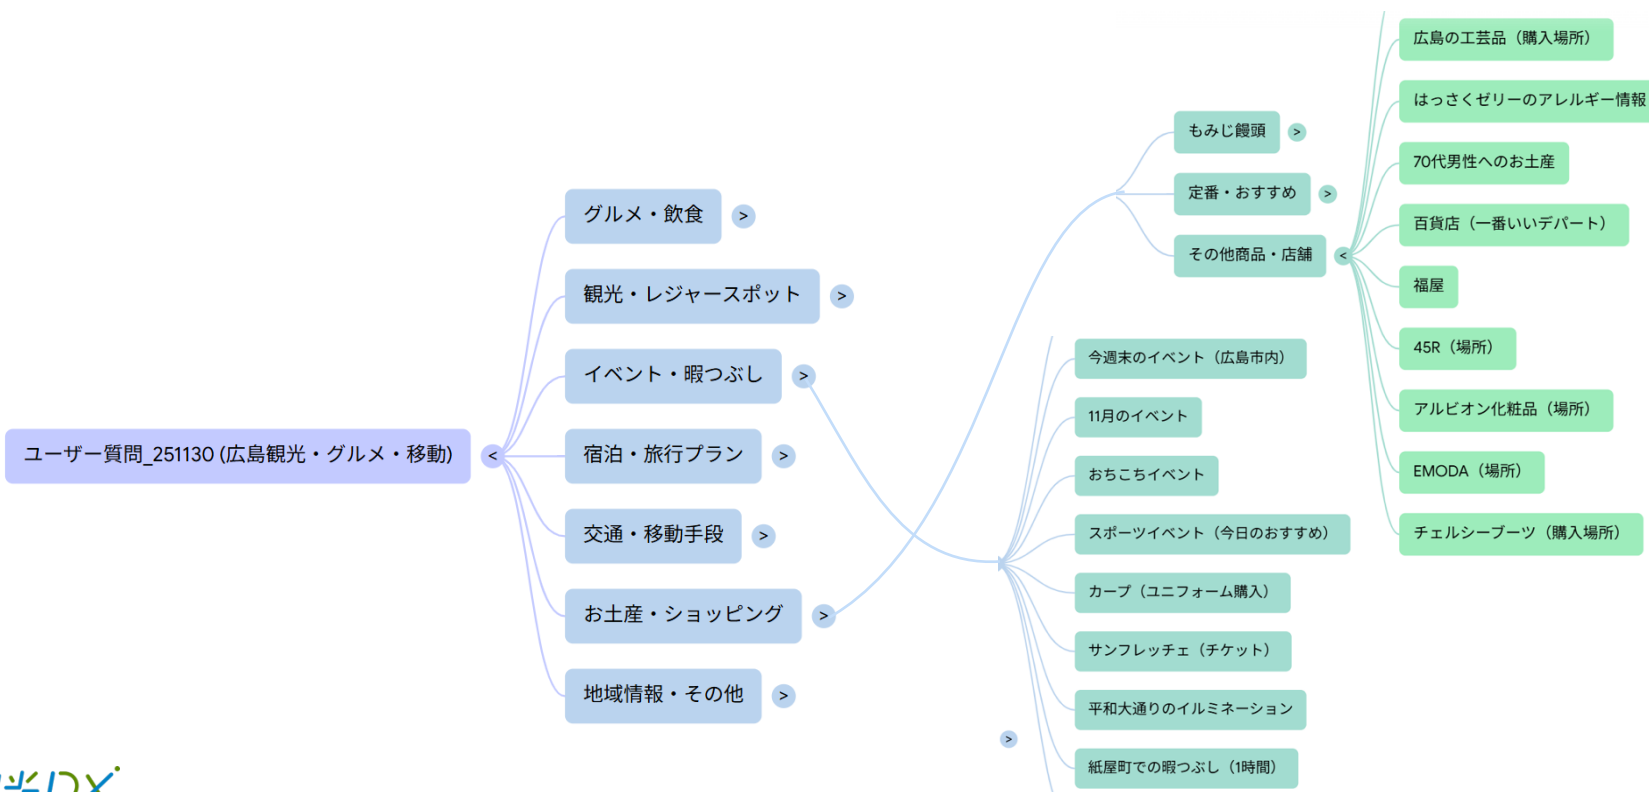 ユーザー質問_251130 (広島観光・グルメ・移動)
<
グルメ・飲食
>
観光・レジャースポット
>
イベント・暇つぶし
>
宿泊・旅行プラン
>
交通・移動手段
>
お土産・ショッピング
>
地域情報・その他
>
もみじ饅頭
>
定番・おすすめ
>
その他商品・店舗
<
広島の工芸品（購入場所）
はっさくゼリーのアレルギー情報
70代男性へのお土産
百貨店（一番いいデパート）
福屋
45R（場所）
アルビオン化粧品（場所）
EMODA（場所）
チェルシーブーツ（購入場所）
今週末のイベント（広島市内）
11月のイベント
おちこちイベント
スポーツイベント（今日のおすすめ）
カープ（ユニフォーム購入）
サンフレッチェ（チケット）
平和大通りのイルミネーション
紙屋町での暇つぶし（1時間）
>